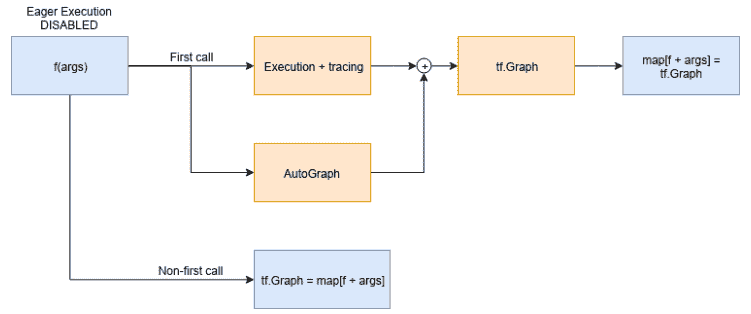 Eager Execution
DISABLED
f(args)
First call
Execution + tracing
+
tf.Graph
map[f + args] =
tf.Graph
AutoGraph
Non-first call
tf.Graph = map[f + args]